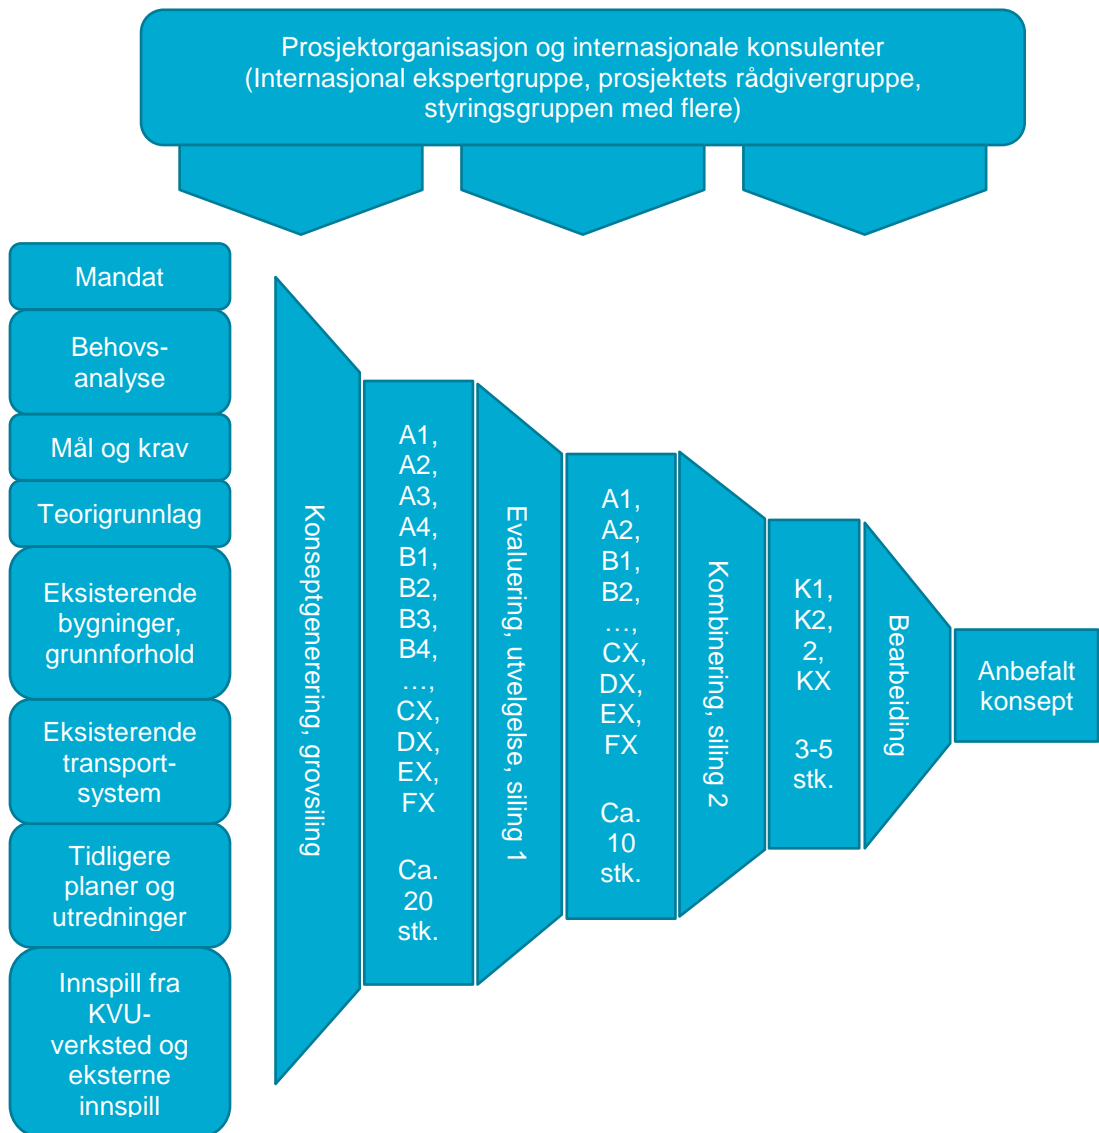 Prosjektorganisasjon og internasjonale konsulenter
(Internasjonal ekspertgruppe, prosjektets rådgivergruppe,
styringsgruppen med flere)
Mandat
Behovs-
analyse
Mål og krav
Teorigrunnlag
Eksisterende
bygninger,
grunnforhold
Eksisterende
transport-
system
Tidligere
planer og
utredninger
Innspill fra
KVU-
verksted og
eksterne
innspill
Konseptgenerering, grovsiling
A1,
A2,
A3,
A4,
B1,
B2,
B3,
B4,
…,
CX,
DX,
EX,
FX
Ca.
20
stk.
Evaluering, utvelgelse, siling 1
A1,
A2,
B1,
B2,
…,
CX,
DX,
EX,
FX
Ca.
10
stk.
Kombinering, siling 2
K1,
K2,
2,
KX
3-5
stk.
Bearbeiding
Anbefalt
konsept